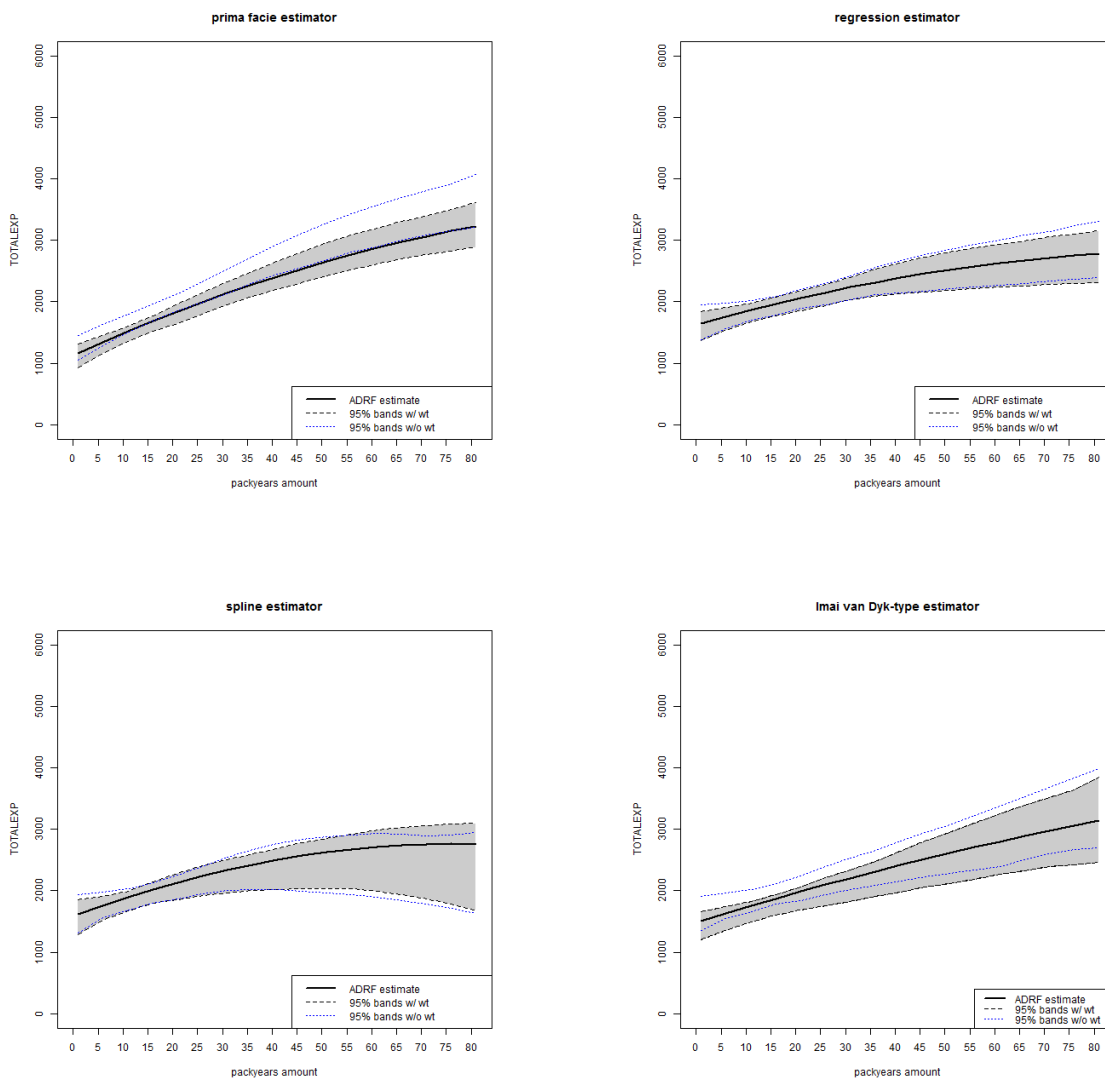 prima facie estimator
6000
5000
4000
3000
2000
1000
0
TOTALEXP
ADRF estimate
95% bands w/ wt
95% bands w/o wt
0 5 10 15 20 25 30 35 40 45 50 55 60 65 70 75 80
packyears amount
regression estimator
6000
5000
4000
3000
2000
1000
0
TOTALEXP
ADRF estimate
95% bands w/ wt
95% bands w/o wt
0 5 10 15 20 25 30 35 40 45 50 55 60 65 70 75 80
packyears amount
spline estimator
6000
5000
4000
3000
2000
1000
0
TOTALEXP
ADRF estimate
95% bands w/ wt
95% bands w/o wt
0 5 10 15 20 25 30 35 40 45 50 55 60 65 70 75 80
packyears amount
Imai van Dyk-type estimator
6000
5000
4000
3000
2000
1000
0
TOTALEXP
ADRF estimate
95% bands w/ wt
95% bands w/o wt
0 5 10 15 20 25 30 35 40 45 50 55 60 65 70 75 80
packyears amount